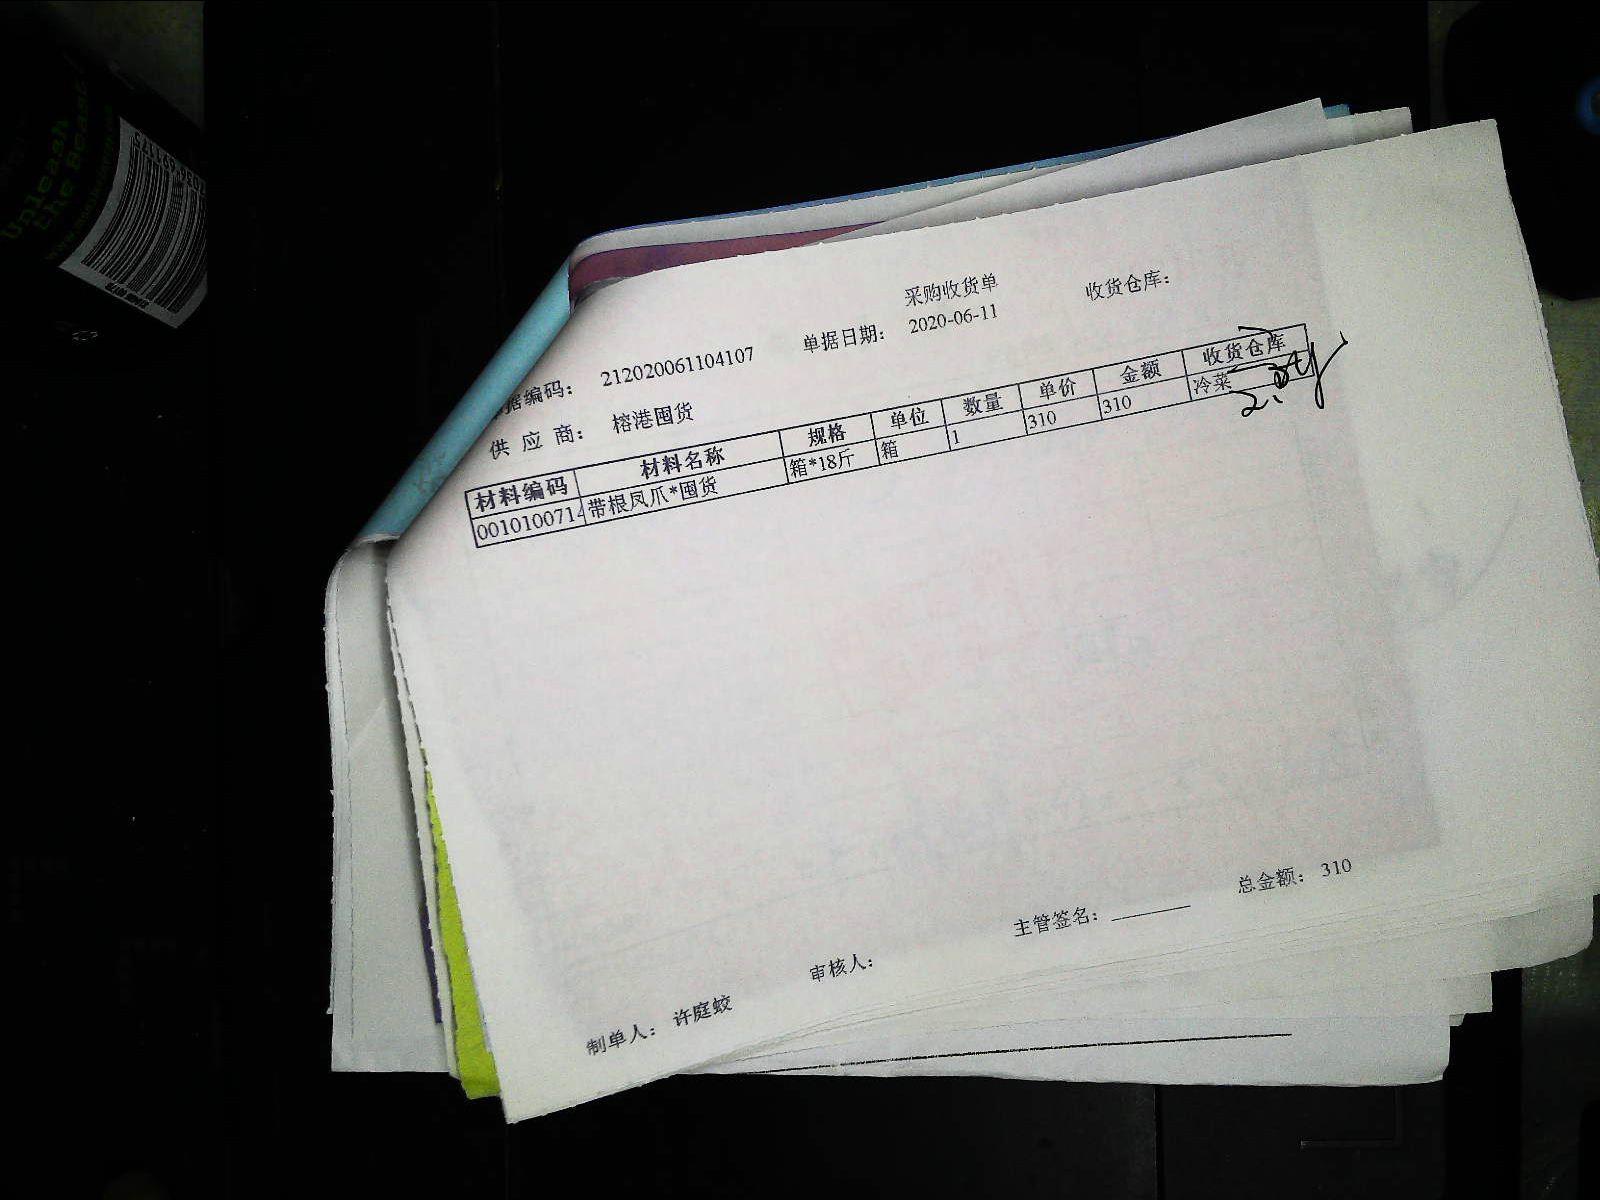 采购收货单
收货仓库：
据编码： 212020061104107 单据日期： 2020-06-11
供 应 商： 榕港囤货
材料编码 材料名称 规格 单位 数量 单价 金额 收货仓库
0010100714 带根凤爪*囤货 箱*18斤 箱 1 310 310 冷菜
总金额： 310
主管签名：
审核人：
制单人： 许庭蛟
Unleash
the Beast